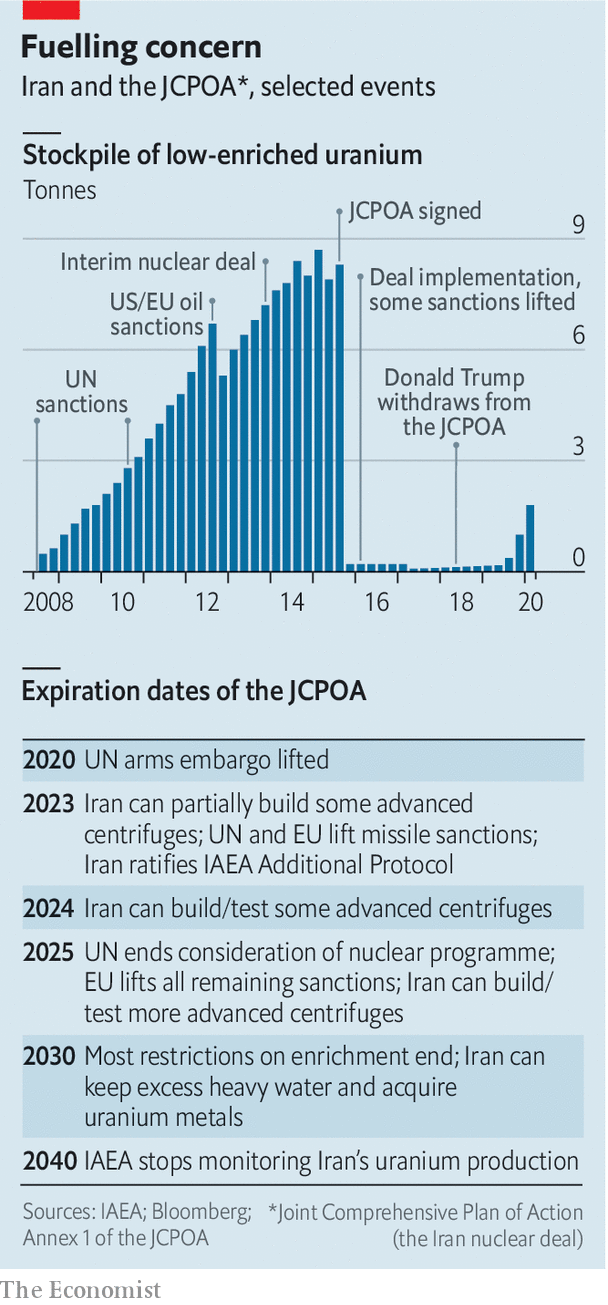 Fuelling concern
Iran and the JCPOA*, selected events
Stockpile of low-enriched uranium
Tonnes
JCPOA signed
9
Interim nuclear deal
Deal implementation,
some sanctions lifted
US/EU oil
sanctions
6
UN
sanctions
Donald Trump
withdraws from
the JCPOA
3
0
2008 10 12 14 16 18 20
Expiration dates of the JCPOA
2020 UN arms embargo lifted
2023 Iran can partially build some advanced
centrifuges; UN and EU lift missile sanctions;
Iran ratifies IAEA Additional Protocol
2024 Iran can build/test some advanced centrifuges
2025 UN ends consideration of nuclear programme;
EU lifts all remaining sanctions; Iran can build/
test more advanced centrifuges
2030 Most restrictions on enrichment end; Iran can
keep excess heavy water and acquire
uranium metals
2040 IAEA stops monitoring Iran's uranium production
Sources: IAEA; Bloomberg;
Annex 1 of the JCPOA
*Joint Comprehensive Plan of Action
(the Iran nuclear deal)
The Economist